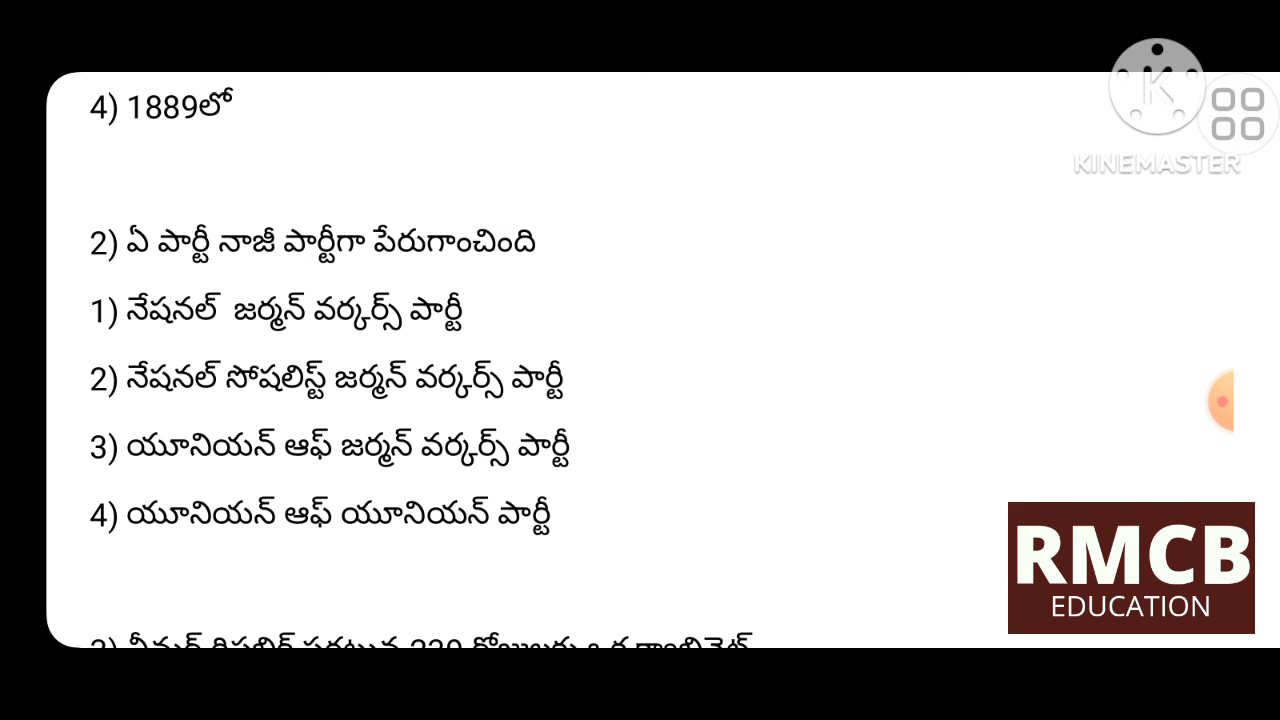 4) 1889లో
KINEMASTER
2) ఏ పార్టీ నాజీ పార్టీగా పేరుగాంచింది
1) నేషనల్ జర్మన్ వర్కర్స్ పార్టీ
2) నేషనల్ సోషలిస్ట్ జర్మన్ వర్కర్స్ పార్టీ
3) యూనియన్ ఆఫ్ జర్మన్ వర్కర్స్ పార్టీ
4) యూనియన్ ఆఫ్ యూనియన్ పార్టీ
RMCB
EDUCATION